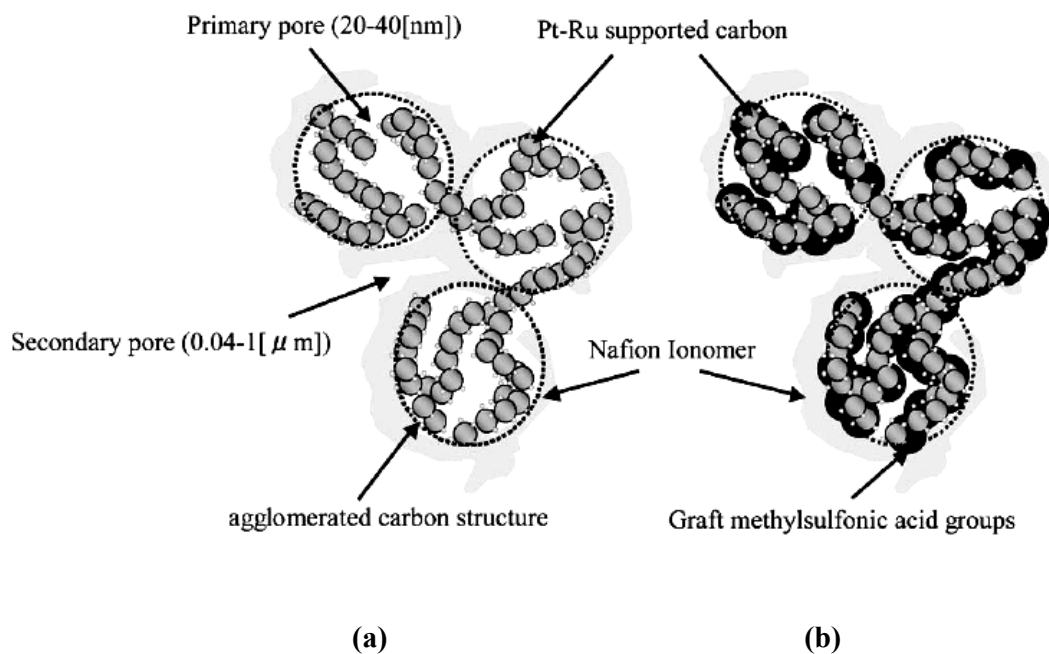 Primary pore (20-40[nm])
Pt-Ru supported carbon
Secondary pore (0.04-1[ μ m])
Nafion Ionomer
agglomerated carbon structure
Graft methylsulfonic acid groups
(a)
(b)